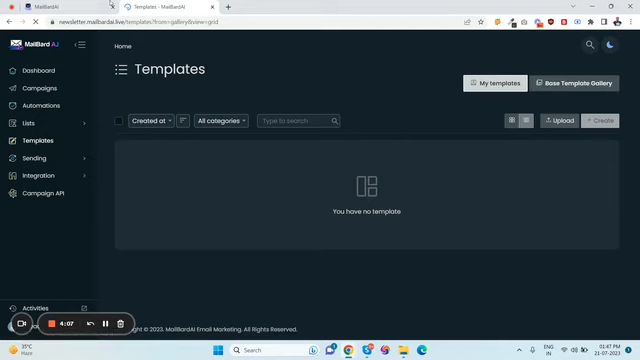 MailBardAI
Templates - MailBardAI
newsletter.mailbardai.live/templates?from=gallery&view=grid
MailBard AI
Home
Templates
My templates
Base Template Gallery
Dashboard
Campaigns
Automations
Lists
Templates
Sending
Integration
Campaign API
Created at
All categories
Type to search
Upload
+ Create
You have no template
Activities
4:07
ht © 2023. MailBardAI Email Marketing. All Rights Reserved.
35°C
Haze
Search
ENG
IN
01:47 PM
21-07-2023